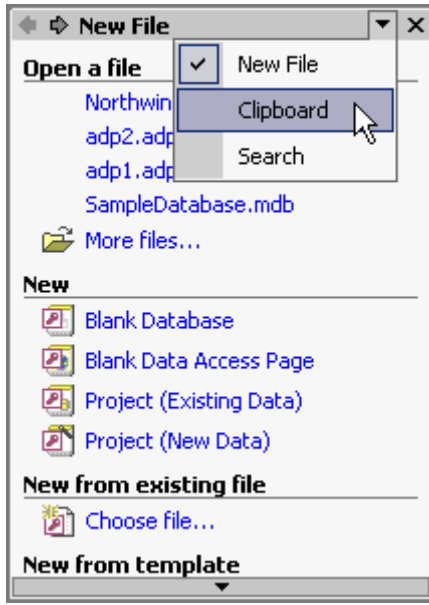 New File
Open a file
New File
Northwin
Clipboard
adp2.adp
Search
adp1.adp
SampleDatabase.mdb
More files...
New
Blank Database
Blank Data Access Page
Project (Existing Data)
Project (New Data)
New from existing file
Choose file...
New from template